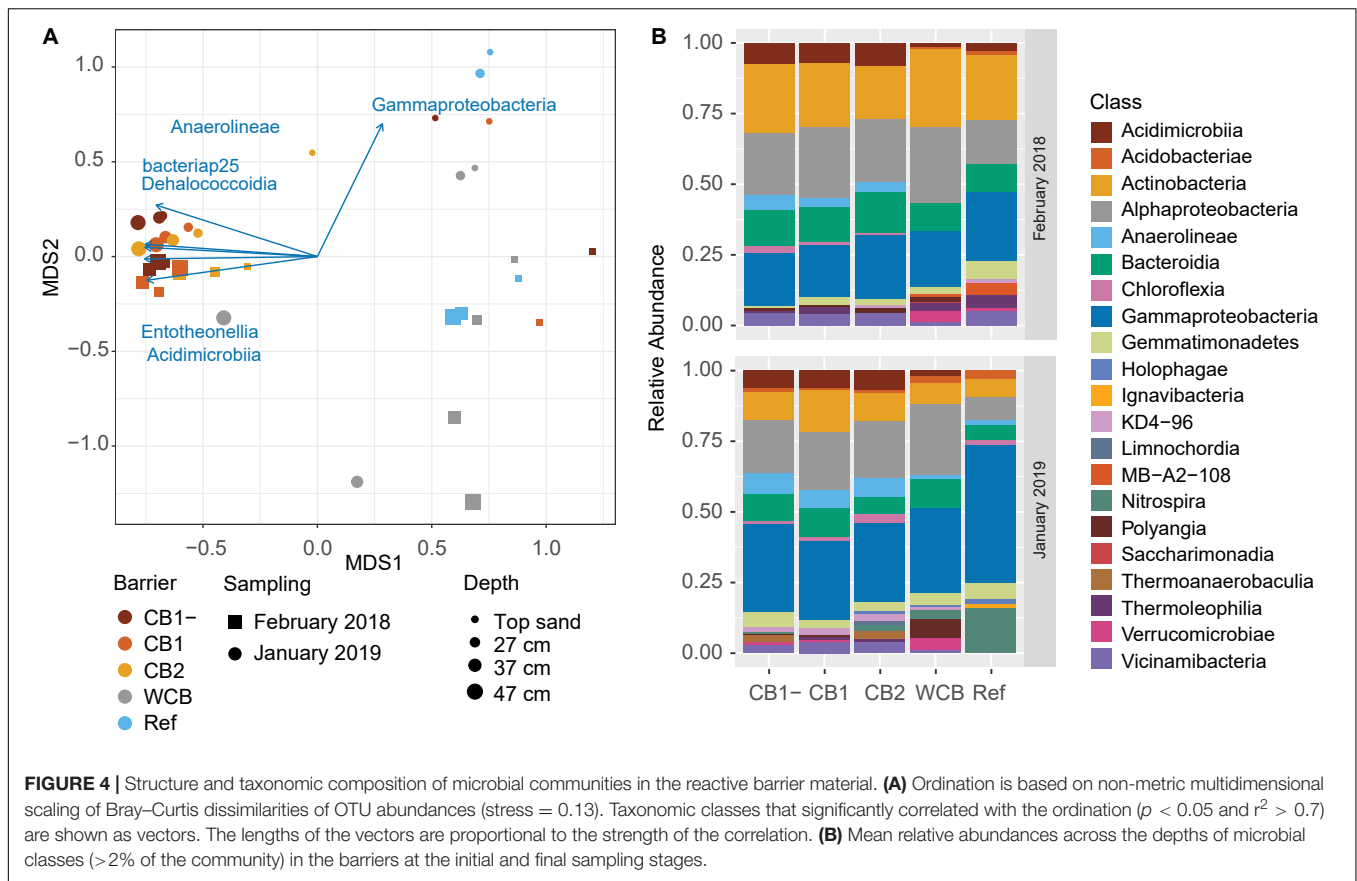 A
1.0
0.5
0.0
−0.5
−1.0
MDS2
Gammaproteobacteria
Anaerolineae
bacteriap25
Dehalococcoidia
Entotheonellia
Acidimicrobiia
−0.5
0.0
0.5
1.0
MDS1
Barrier
CB1−
CB1
CB2
WCB
Ref
Sampling
February 2018
January 2019
Depth
Top sand
27 cm
37 cm
47 cm
B
Relative Abundance
1.00
0.75
0.50
0.25
0.00
February 2018
1.00
0.75
0.50
0.25
0.00
January 2019
CB1− CB1 CB2 WCB Ref
Class
Acidimicrobiia
Acidobacteriae
Actinobacteria
Alphaproteobacteria
Anaerolineae
Bacteroidia
Chloroflexia
Gammaproteobacteria
Gemmatimonadetes
Holophagae
Ignavibacteria
KD4−96
Limnochordia
MB−A2−108
Nitrospira
Polyangia
Saccharimonadia
Thermoanaerobaculia
Thermoleophilia
Verrucomicrobiae
Vicinamibacteria
FIGURE 4 | Structure and taxonomic composition of microbial communities in the reactive barrier material. (A) Ordination is based on non-metric multidimensional
scaling of Bray–Curtis dissimilarities of OTU abundances (stress = 0.13). Taxonomic classes that significantly correlated with the ordination (p < 0.05 and r² > 0.7)
are shown as vectors. The lengths of the vectors are proportional to the strength of the correlation. (B) Mean relative abundances across the depths of microbial
classes (>2% of the community) in the barriers at the initial and final sampling stages.